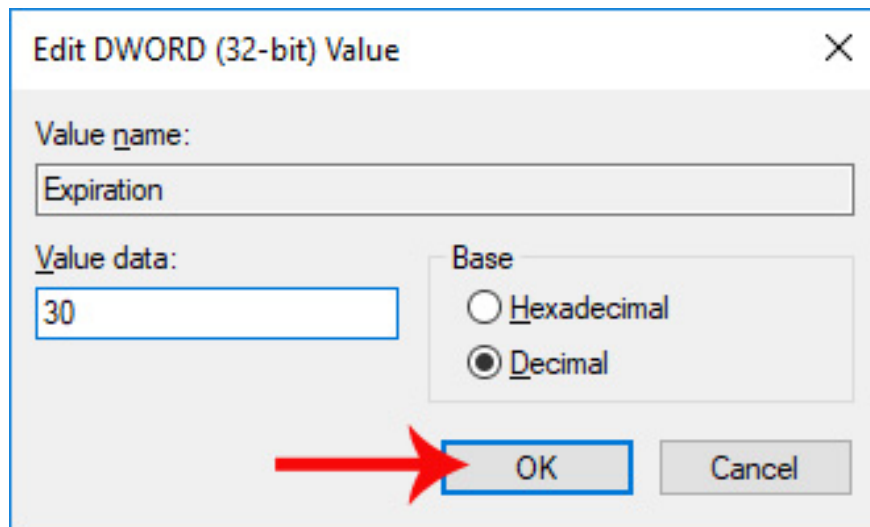 Edit DWORD (32-bit) Value
Value name:
Expiration
Value data:
30
Base
Hexadecimal
Decimal
OK
Cancel